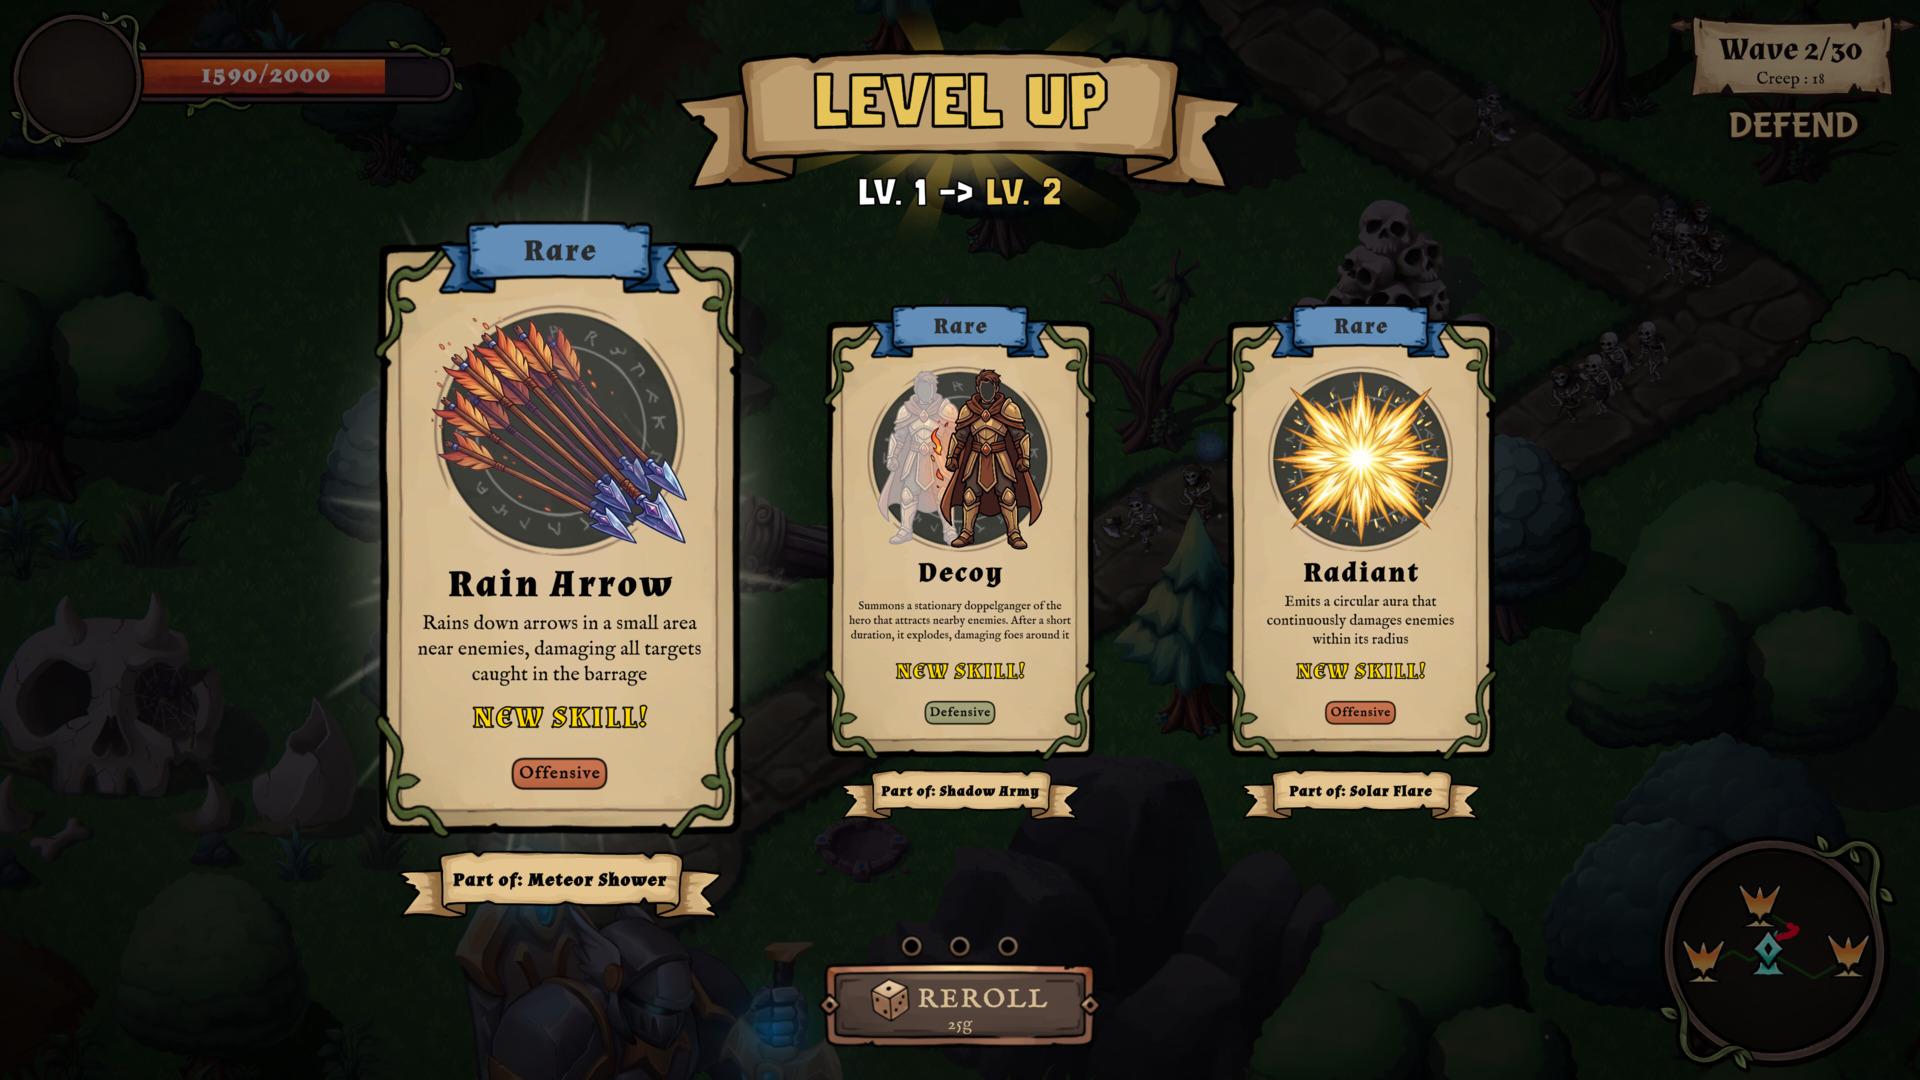 1590/2000
Wave 2/30
Creep : 18
DEFEND
LEVEL UP
LV. 1 -> LV. 2
Rare
Rain Arrow
Rains down arrows in a small area
near enemies, damaging all targets
caught in the barrage
NEW SKILL!
Offensive
Part of: Meteor Shower
Rare
Decoy
Summons a stationary doppelganger of the
hero that attracts nearby enemies. After a short
duration, it explodes, damaging foes around it
NEW SKILL!
Defensive
Part of: Shadow Army
Rare
Radiant
Emits a circular aura that
continuously damages enemies
within its radius
NEW SKILL!
Offensive
Part of: Solar Flare
REROLL
25g